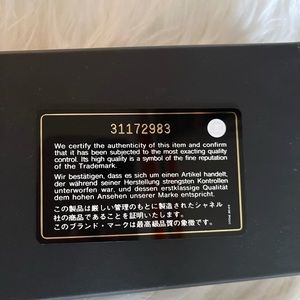 31172983
We certify the authenticity of this item and confirm
that it has been subjected to the most exacting quality
control. Its high quality is a symbol of the fine reputation
of the Trademark.
Wir bestätigen, dass es sich um einen Artikel handelt,
der während seiner Herstellung strengsten Kontrollen
unterworfen war, und dessen erstklassige Qualität
dem hohen Ansehen unserer Marke entspricht.
この製品は厳しい管理のもとに製造されたシャネル
社の商品であることを証明いたします。
このブランド・マークは最高級品質の象徴です。